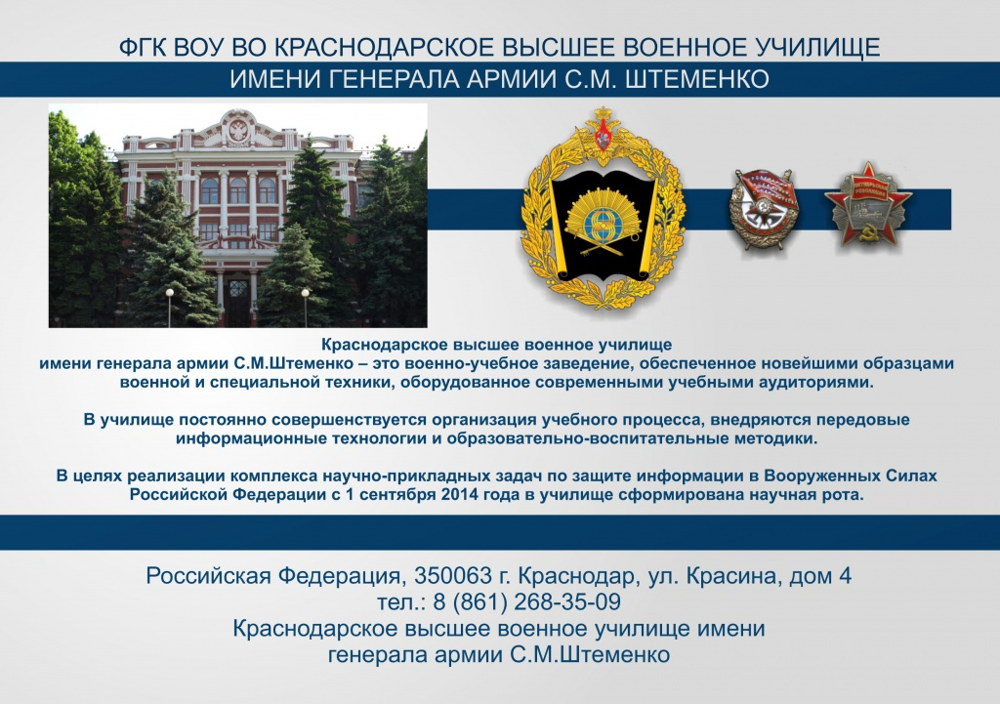 ФГК ВОУ ВО КРАСНОДАРСКОЕ ВЫСШЕЕ ВОЕННОЕ УЧИЛИЩЕ
ИМЕНИ ГЕНЕРАЛА АРМИИ С.М. ШТЕМЕНКО
ОКТЯБРЬСКАЯ
РЕВОЛЮЦИЯ
Краснодарское высшее военное училище
имени генерала армии С.М.Штеменко – это военно-учебное заведение, обеспеченное новейшими образцами
военной и специальной техники, оборудованное современными учебными аудиториями.
В училище постоянно совершенствуется организация учебного процесса, внедряются передовые
информационные технологии и образовательно-воспитательные методики.
В целях реализации комплекса научно-прикладных задач по защите информации в Вооруженных Силах
Российской Федерации с 1 сентября 2014 года в училище сформирована научная рота.
Российская Федерация, 350063 г. Краснодар, ул. Красина, дом 4
тел.: 8 (861) 268-35-09
Краснодарское высшее военное училище имени
генерала армии С.М.Штеменко